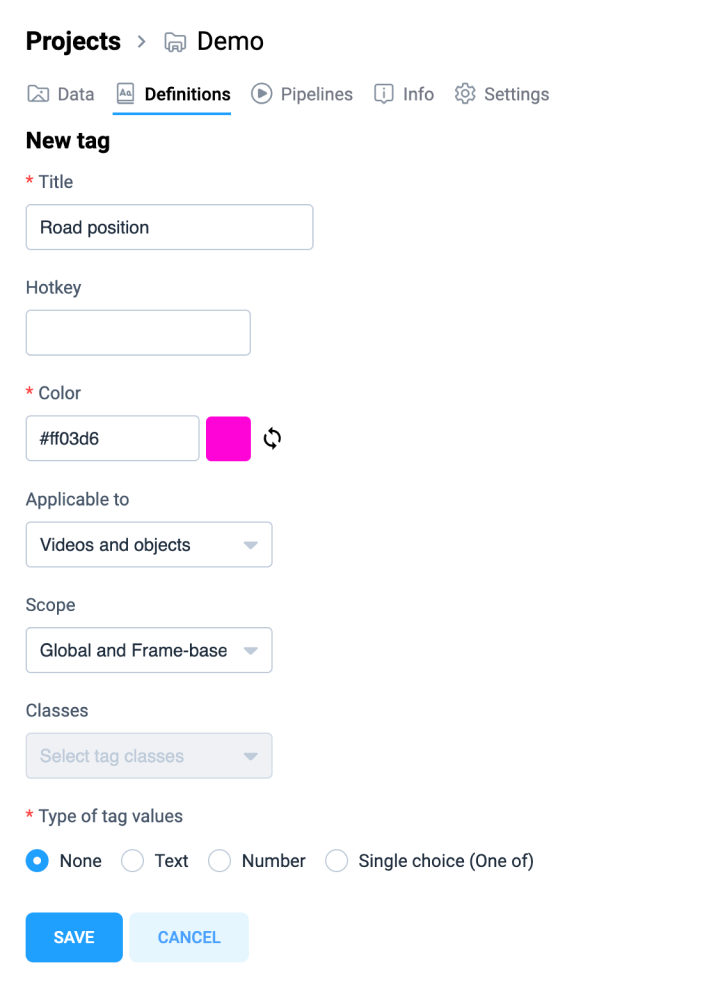 Projects > Demo
Data Definitions Pipelines Info Settings
New tag
* Title
Road position
Hotkey
* Color
#ff03d6
Applicable to
Videos and objects
Scope
Global and Frame-base
Classes
Select tag classes
* Type of tag values
None Text Number Single choice (One of)
SAVE CANCEL